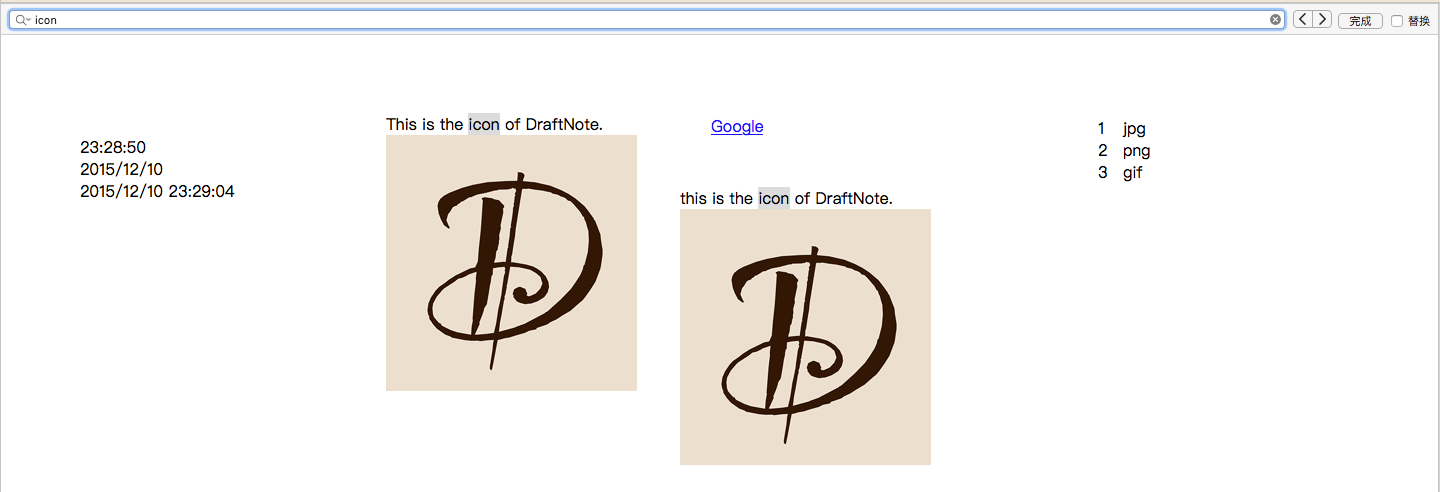 icon
完成
替换
23:28:50
2015/12/10
2015/12/10 23:29:04
This is the icon of DraftNote.
Google
this is the icon of DraftNote.
1 jpg
2 png
3 gif